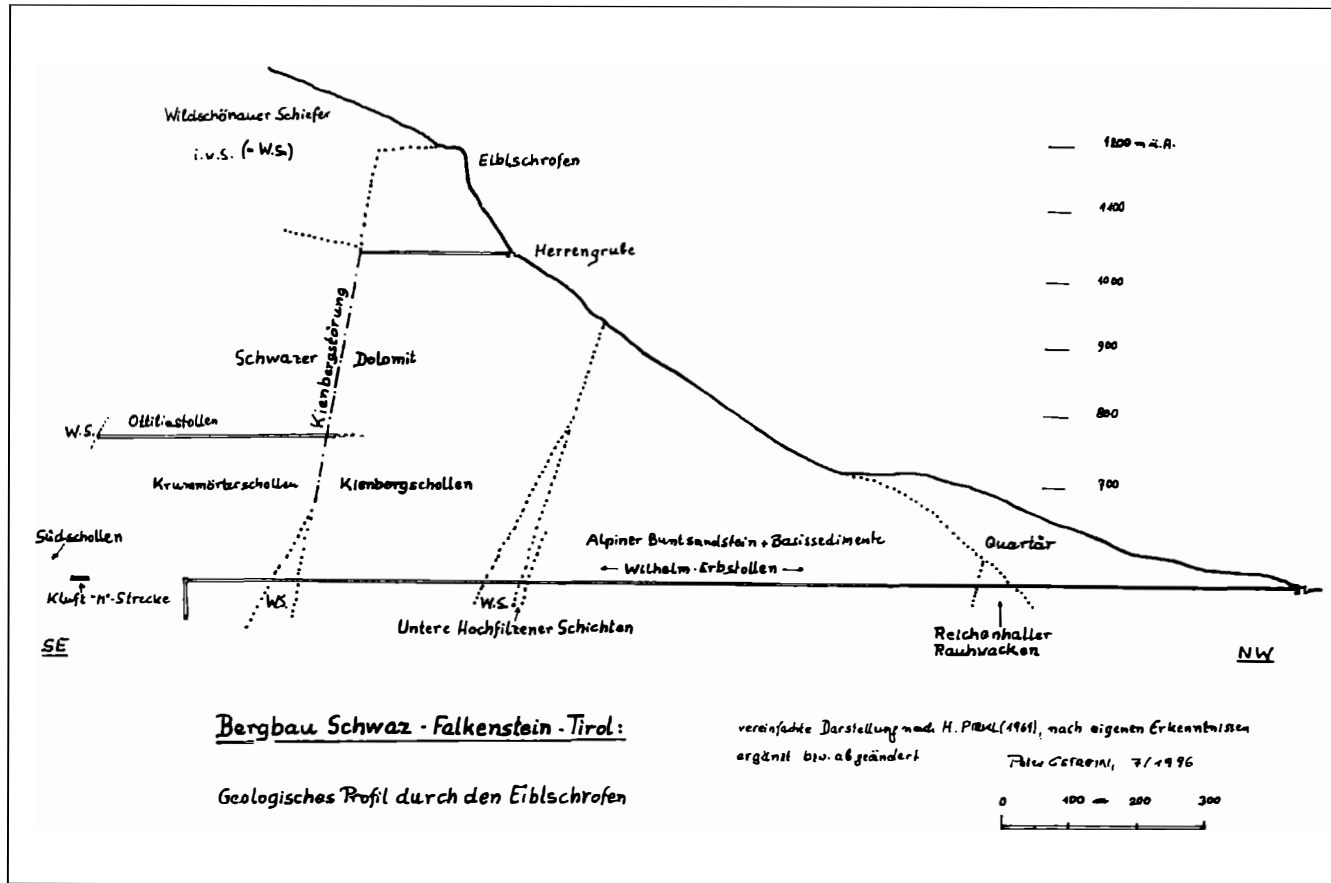 Wildschönauer Schiefer
i.w.S. (= W.S.)
Eiblschrofen
1200 m ü.A.
1100
Herrengrube
1000
Kienbergstörung
900
Schwazer Dolomit
800
W.S. Ottiliestollen
Krummörterschollen Kienbergschollen
700
Südschollen
Alpiner Buntsandstein + Basissedimente
Quartär
← Wilhelm-Erbstollen →
Kluft-"n"-Strecke
W.S.
W.S.
Untere Hochfilzener Schichten
Reichenhaller
Rauhwacken
SE
NW
Bergbau Schwaz - Falkenstein - Tirol:
vereinfachte Darstellung nach H. PIRKL (1961), nach eigenen Erkenntnissen
ergänzt bzw. abgeändert
Peter GSTREIN, 7/1996
Geologisches Profil durch den Eiblschrofen
0 100 m 200 300